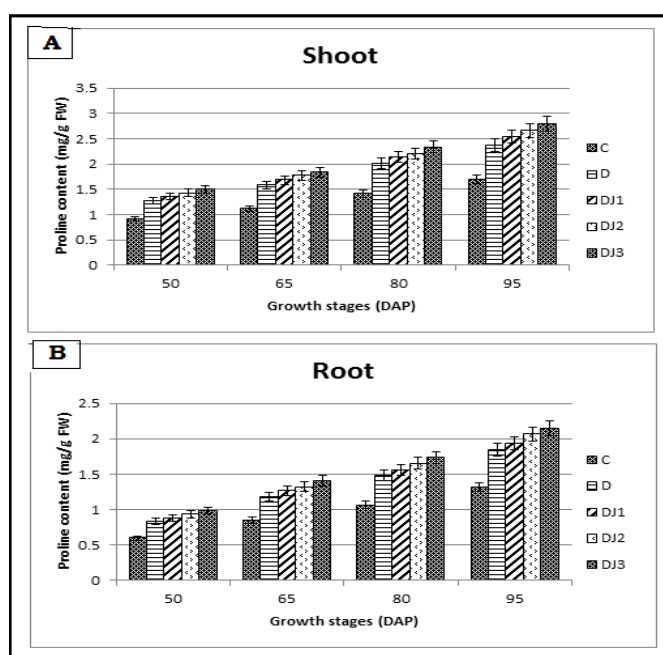 A
Shoot
Proline content (mg/g FW)
3.5
3
2.5
2
1.5
1
0.5
0
50 65 80 95
Growth stages (DAP)
C
D
DJ1
DJ2
DJ3
B
Root
Proline content (mg/g FW)
2.5
2
1.5
1
0.5
0
50 65 80 95
Growth stages (DAP)
C
D
DJ1
DJ2
DJ3